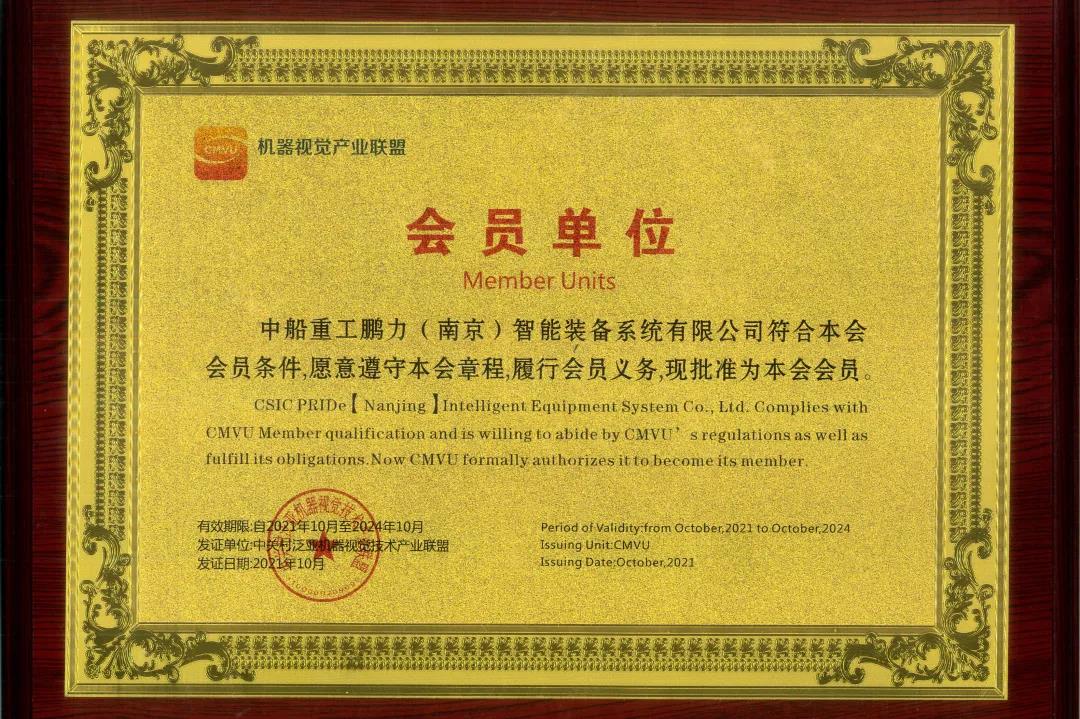 CMVU 机器视觉产业联盟
会员单位
Member Units
中船重工鹏力（南京）智能装备系统有限公司符合本会
会员条件,愿意遵守本会章程,履行会员义务,现批准为本会会员。
CSIC PRIDe【Nanjing】Intelligent Equipment System Co., Ltd. Complies with
CMVU Member qualification and is willing to abide by CMVU’s regulations as well as
fulfill its obligations.Now CMVU formally authorizes it to become its member.
有效期限:自2021年10月至2024年10月
发证单位:中关村泛亚机器视觉技术产业联盟
发证日期:2021年10月
Period of Validity:from October,2021 to October,2024
Issuing Unit:CMVU
Issuing Date:October,2021